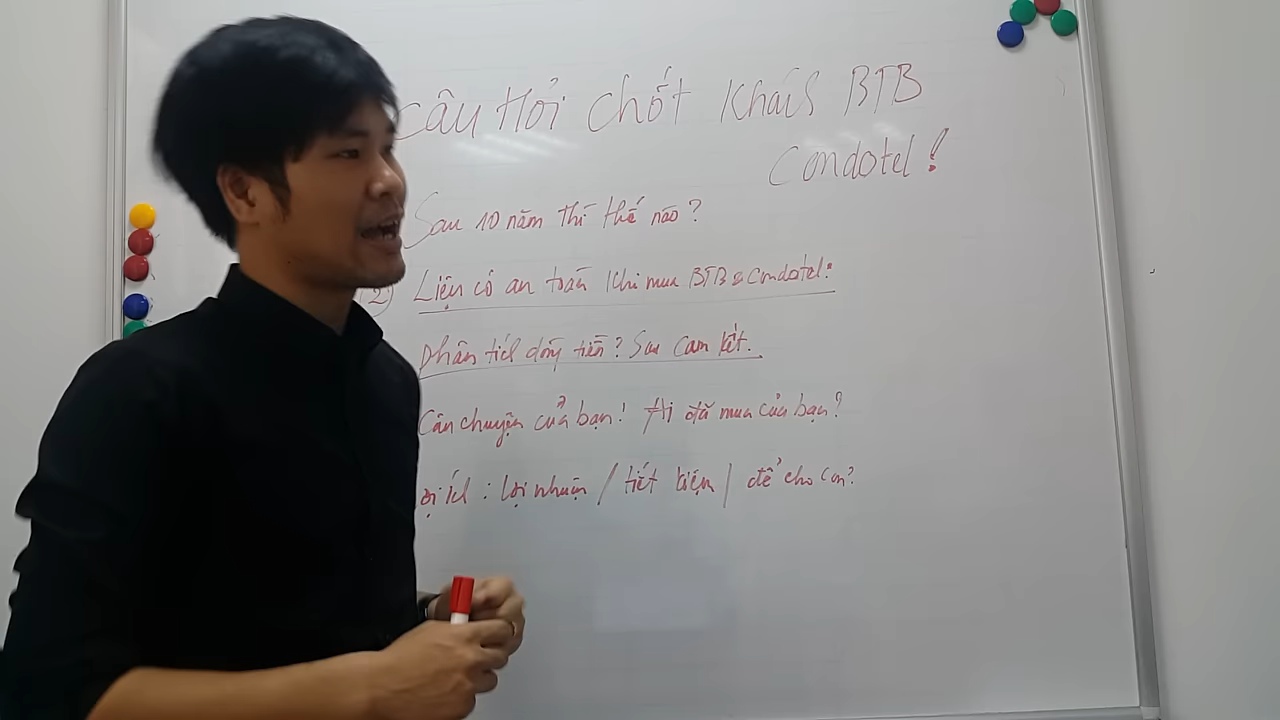 Câu Hỏi Chốt Khách BTB
Condotel!
Sau 10 năm thì thế nào?
(2) Liệu có an toàn khi mua BTB & Condotel?
phân tích dòng tiền? Sau cam kết.
Câu chuyện của bạn! Ai đã mua của bạn?
ợi ích: lợi nhuận / tiết kiệm / để cho con?